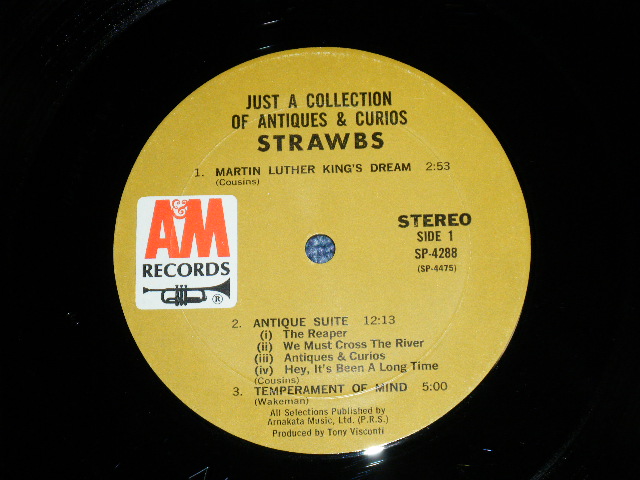 JUST A COLLECTION
OF ANTIQUES & CURIOS
STRAWBS
1. MARTIN LUTHER KING'S DREAM 2:53
(Cousins)
A&M
RECORDS
®
STEREO
SIDE 1
SP-4288
(SP-4475)
2. ANTIQUE SUITE 12:13
(i) The Reaper
(ii) We Must Cross The River
(iii) Antiques & Curios
(iv) Hey, It's Been A Long Time
(Cousins)
3. TEMPERAMENT OF MIND 5:00
(Wakeman)
All Selections Published by
Arnakata Music, Ltd. (P.R.S.)
Produced by Tony Visconti